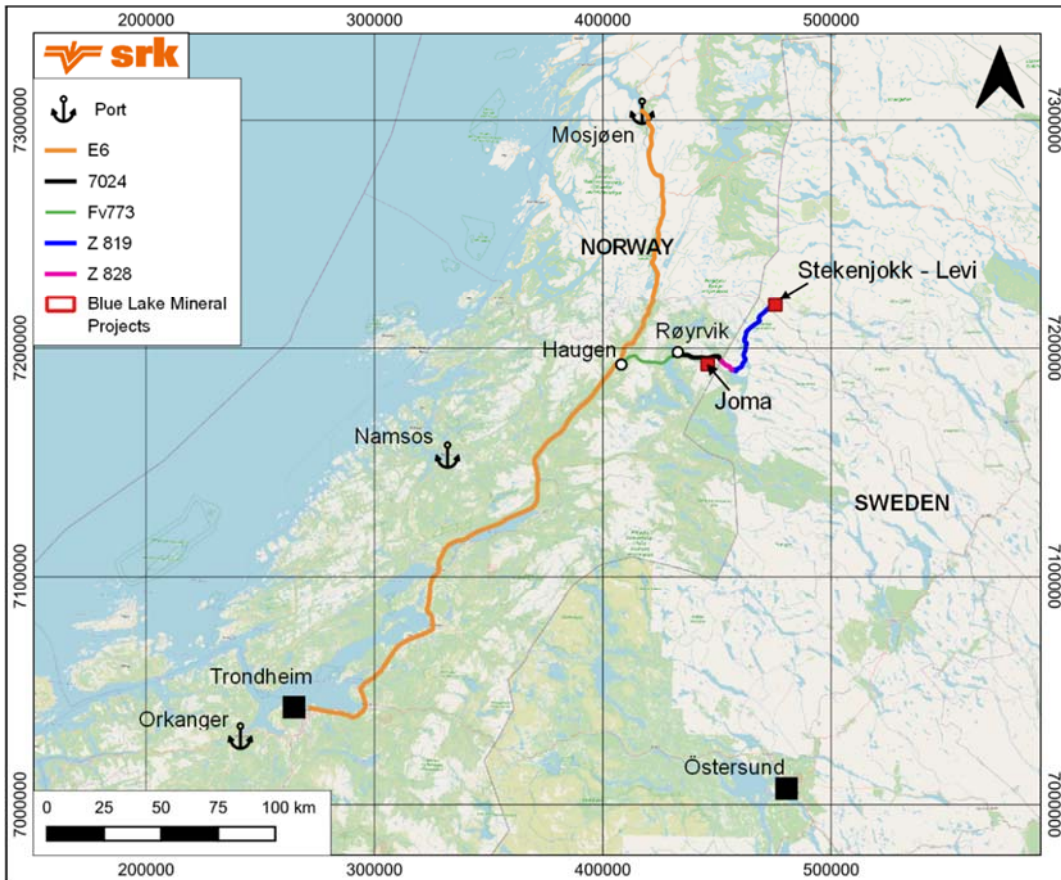 200000 300000 400000 500000
srk
Port
E6
7024
Fv773
Z 819
Z 828
Blue Lake Mineral
Projects
7300000
7200000
7100000
7000000
Mosjøen
NORWAY
Stekenjokk - Levi
Røyrvik
Haugen
Joma
Namsos
SWEDEN
Trondheim
Orkanger
Östersund
7300000
7200000
7100000
7000000
0 25 50 75 100 km
200000 300000 400000 500000